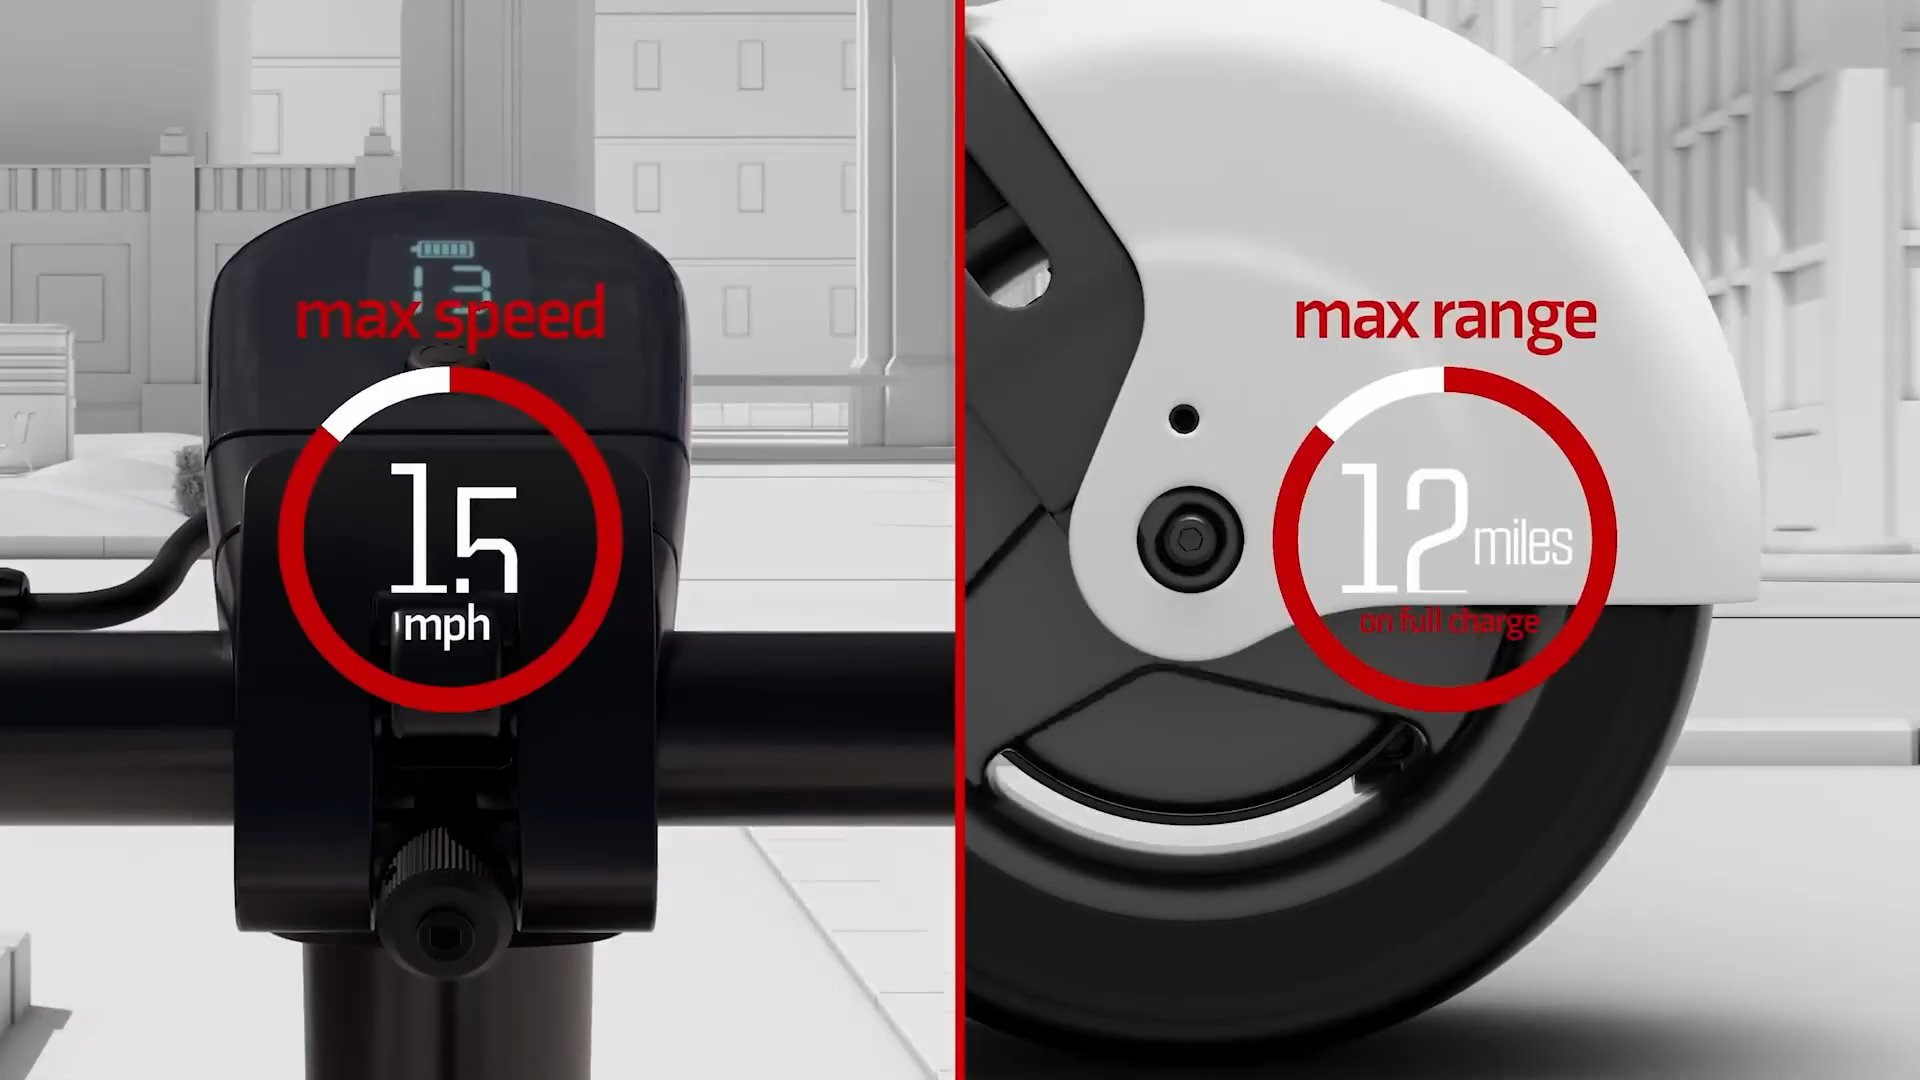 13
max speed
15
mph
max range
12 miles
on full charge